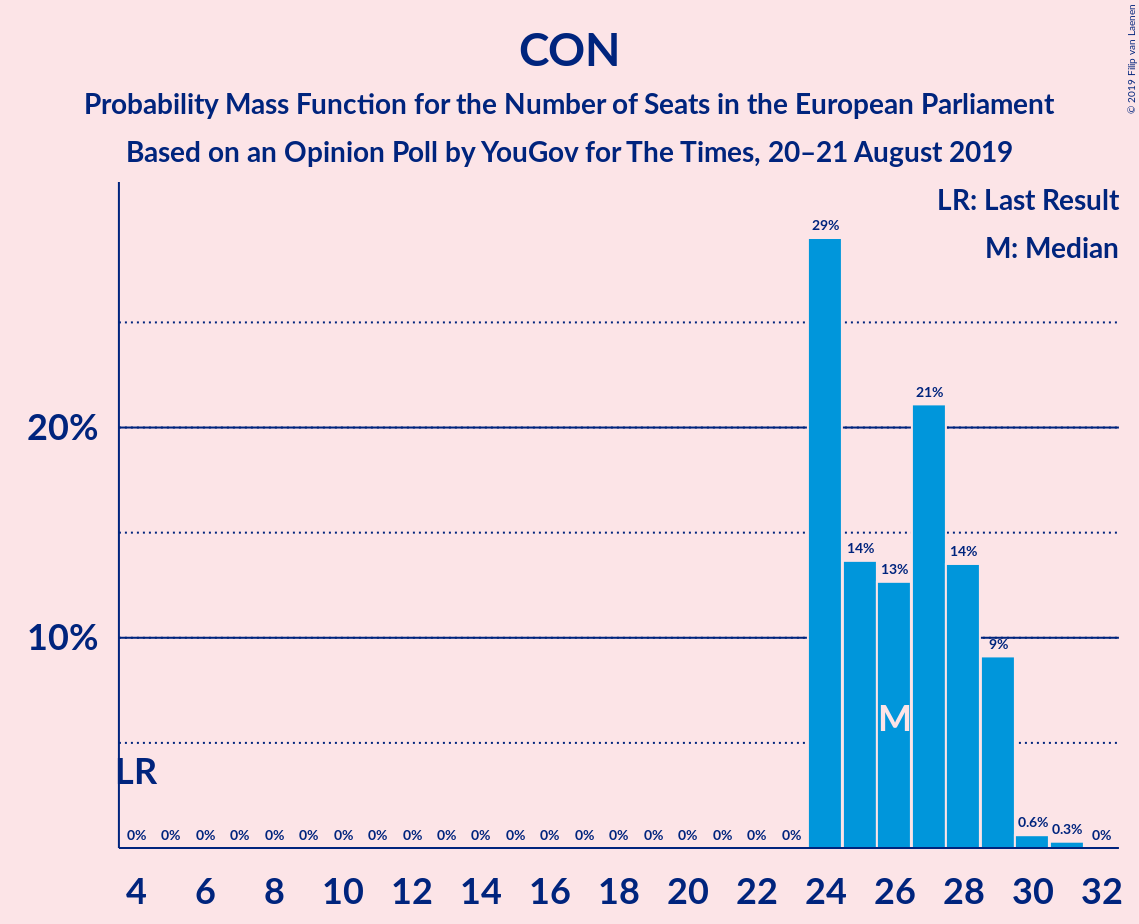 CON
Probability Mass Function for the Number of Seats in the European Parliament
Based on an Opinion Poll by YouGov for The Times, 20–21 August 2019
© 2019 Filip van Laenen
LR: Last Result
M: Median
29%
21%
20%
14%
13%
14%
10%
9%
M
LR
0% 0% 0% 0% 0% 0% 0% 0% 0% 0% 0% 0% 0% 0% 0% 0% 0% 0% 0% 0% 0.6% 0.3% 0%
4 6 8 10 12 14 16 18 20 22 24 26 28 30 32